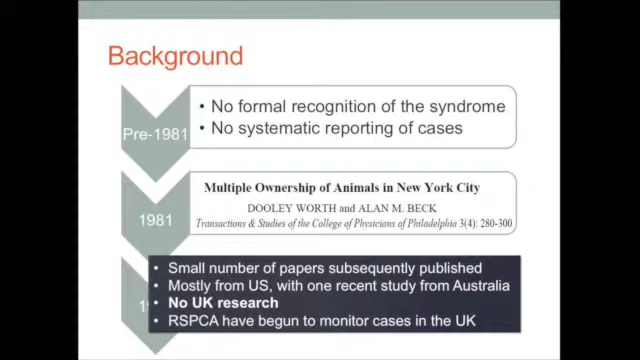 Background
Pre-1981
• No formal recognition of the syndrome
• No systematic reporting of cases
1981
Multiple Ownership of Animals in New York City
DOOLEY WORTH and ALAN M. BECK
Transactions & Studies of the College of Physicians of Philadelphia 3(4): 280-300
• Small number of papers subsequently published
• Mostly from US, with one recent study from Australia
• No UK research
• RSPCA have begun to monitor cases in the UK